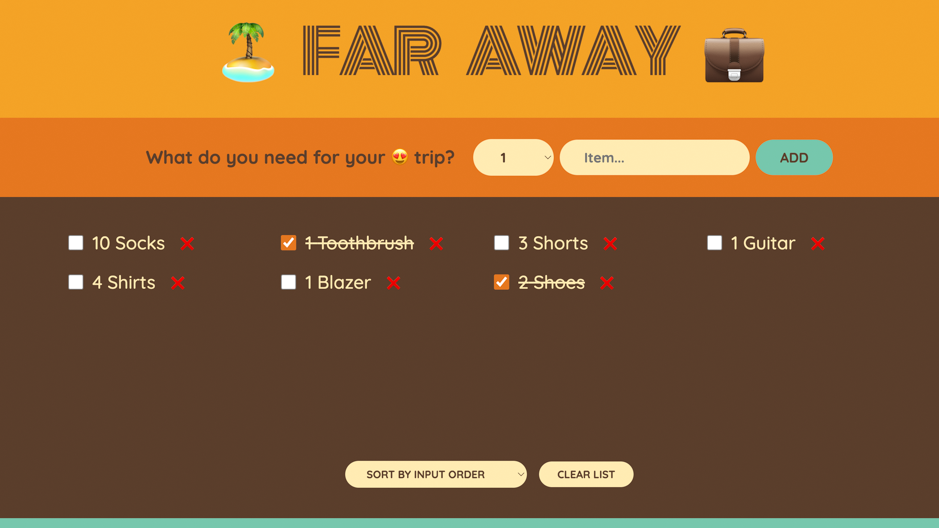 🌴 FAR AWAY 💼
What do you need for your 😍 trip? 1 Item... ADD
10 Socks ❌ 1 Toothbrush ❌ 3 Shorts ❌ 1 Guitar ❌
4 Shirts ❌ 1 Blazer ❌ 2 Shoes ❌
SORT BY INPUT ORDER CLEAR LIST